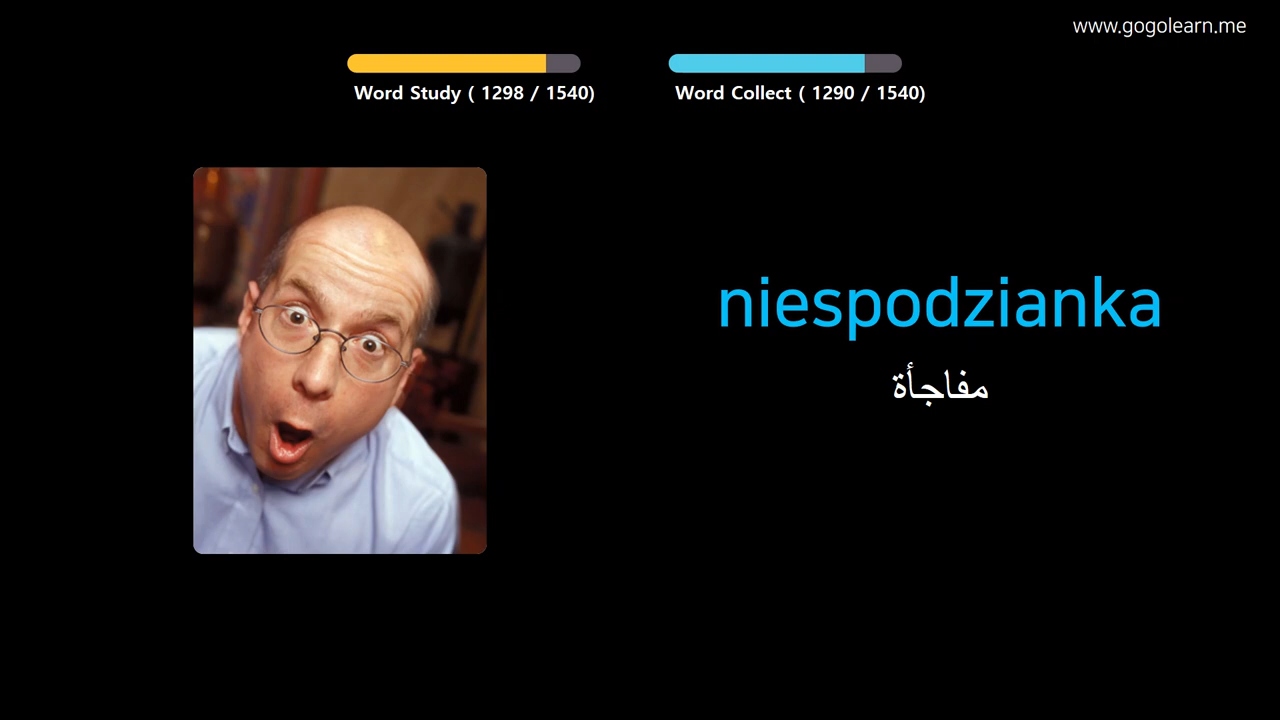 www.gogolearn.me
Word Study ( 1298 / 1540)
Word Collect ( 1290 / 1540)
niespodzianka
مفاجأة